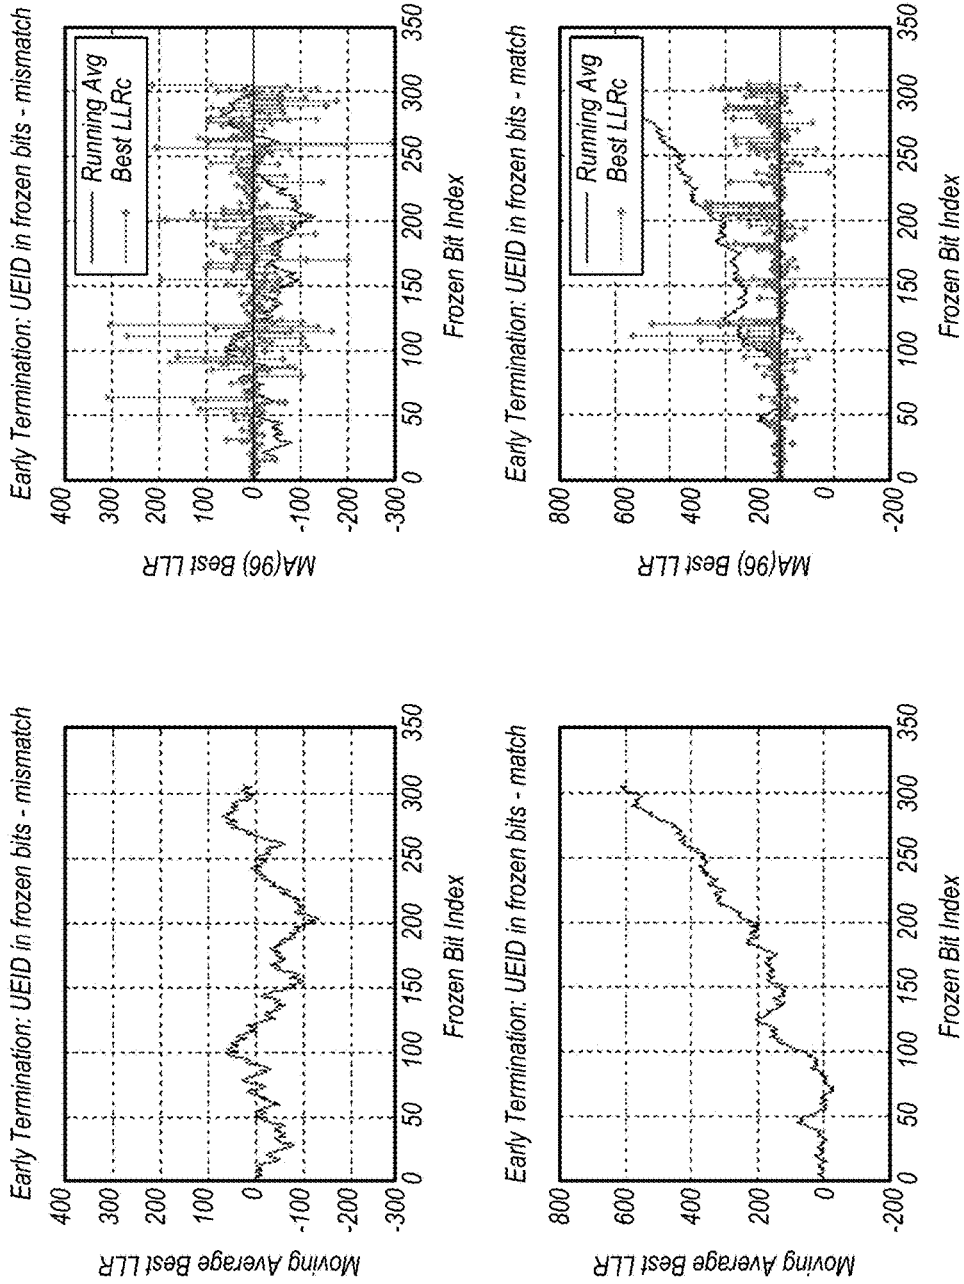 Early Termination: UEID in frozen bits - mismatch
Moving Average Best LLR
400
300
200
100
0
-100
-200
-300
0 50 100 150 200 250 300 350
Frozen Bit Index
Early Termination: UEID in frozen bits - mismatch
MA(96) Best LLR
400
300
200
100
0
-100
-200
-300
Running Avg
Best LLRc
0 50 100 150 200 250 300 350
Frozen Bit Index
Early Termination: UEID in frozen bits - match
Moving Average Best LLR
800
600
400
200
0
-200
0 50 100 150 200 250 300 350
Frozen Bit Index
Early Termination: UEID in frozen bits - match
MA(96) Best LLR
800
600
400
200
0
-200
Running Avg
Best LLRc
0 50 100 150 200 250 300 350
Frozen Bit Index